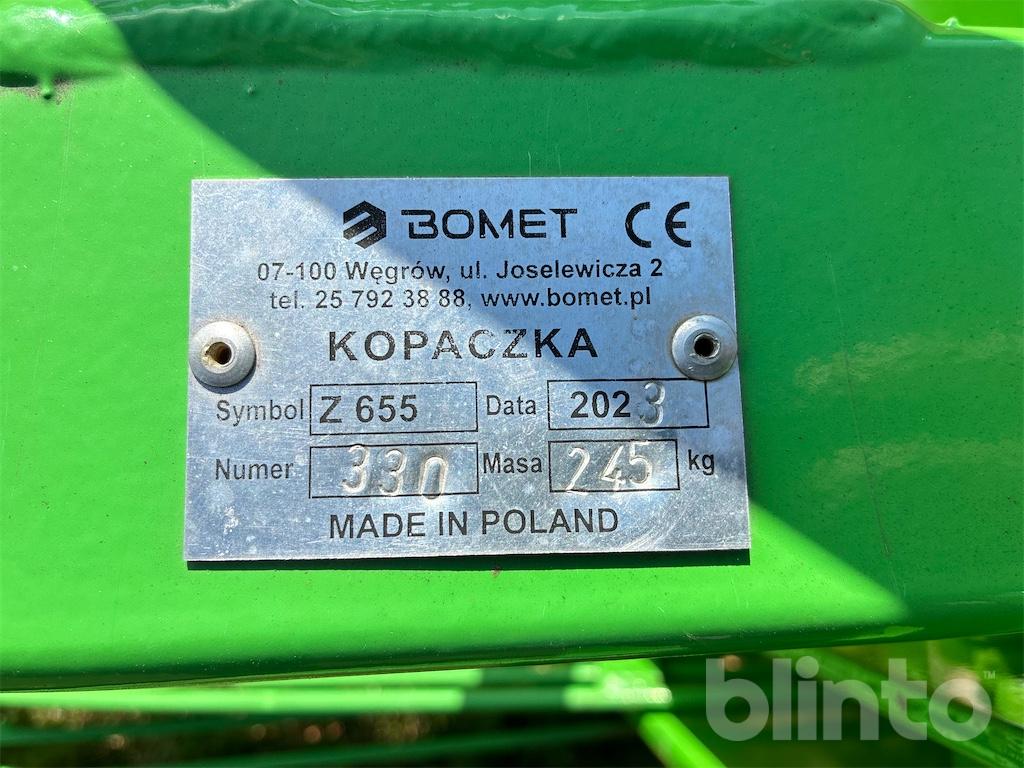 BOMET CE
07-100 Węgrów, ul. Joselewicza 2
tel. 25 792 38 88, www.bomet.pl
KOPACZKA
Symbol Z 655 Data 2023
Numer 330 Masa 245 kg
MADE IN POLAND
blinto™